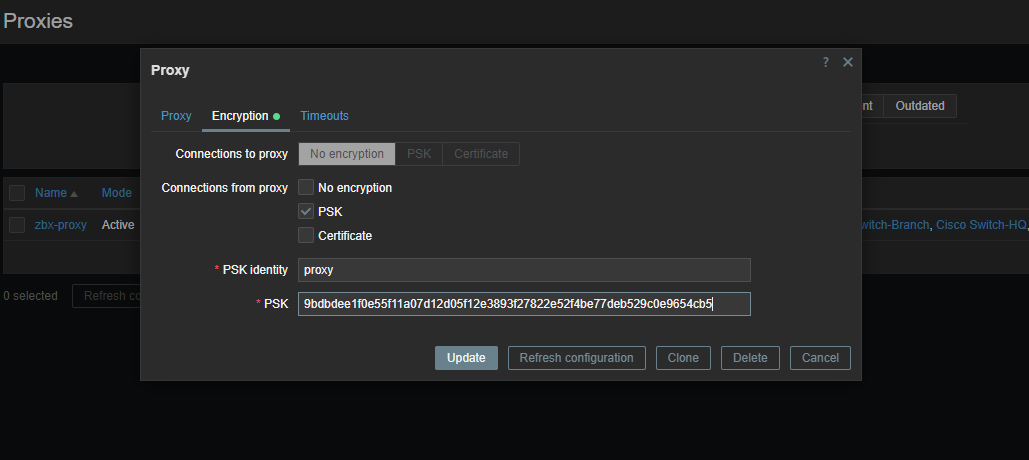 Proxies
Proxy
? ×
nt Outdated
Proxy Encryption Timeouts
Connections to proxy No encryption PSK Certificate
Connections from proxy No encryption
PSK
Certificate
Name Mode
zbx-proxy Active witch-Branch, Cisco Switch-HQ,
* PSK identity proxy
0 selected Refresh co
* PSK 9bdbdee1f0e55f11a07d12d05f12e3893f27822e52f4be77deb529c0e9654cb5
Update Refresh configuration Clone Delete Cancel